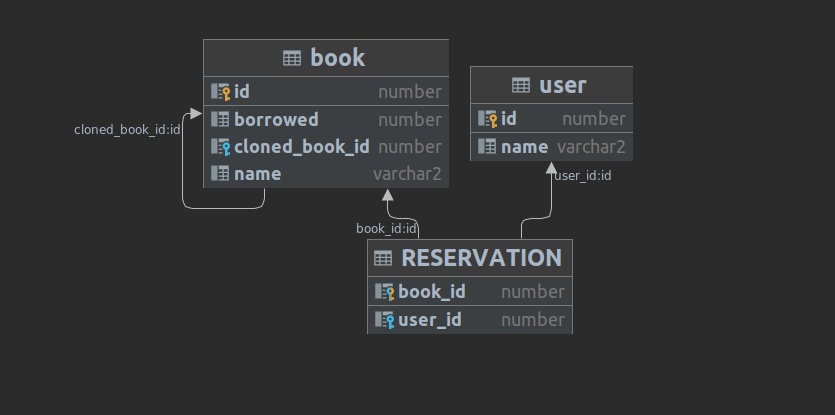 book
id number
borrowed number
cloned_book_id number
name varchar2
cloned_book_id:id
user
id number
name varchar2
user_id:id
book_id:id
RESERVATION
book_id number
user_id number